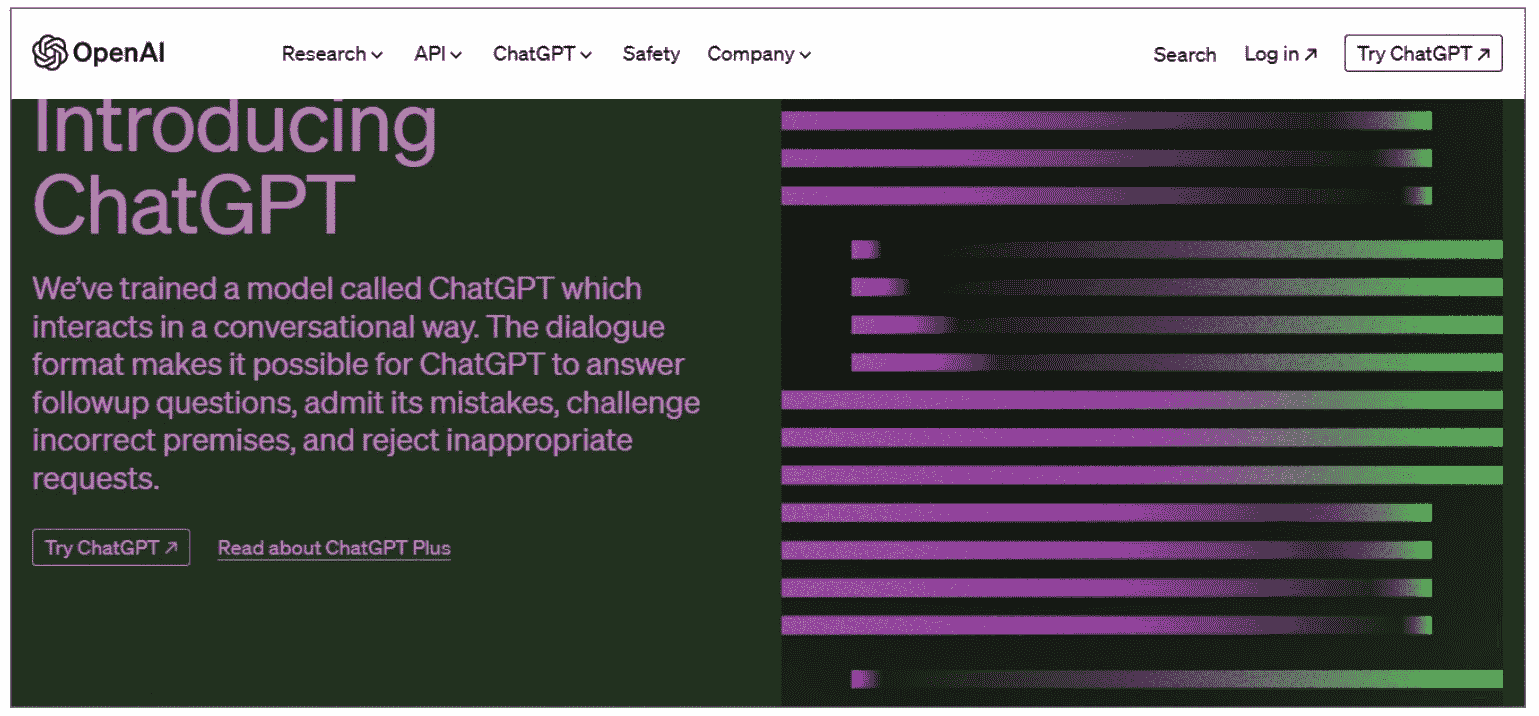 OpenAI Research API ChatGPT Safety Company Search Log in ↗ Try ChatGPT ↗
Introducing
ChatGPT
We’ve trained a model called ChatGPT which
interacts in a conversational way. The dialogue
format makes it possible for ChatGPT to answer
followup questions, admit its mistakes, challenge
incorrect premises, and reject inappropriate
requests.
Try ChatGPT ↗ Read about ChatGPT Plus